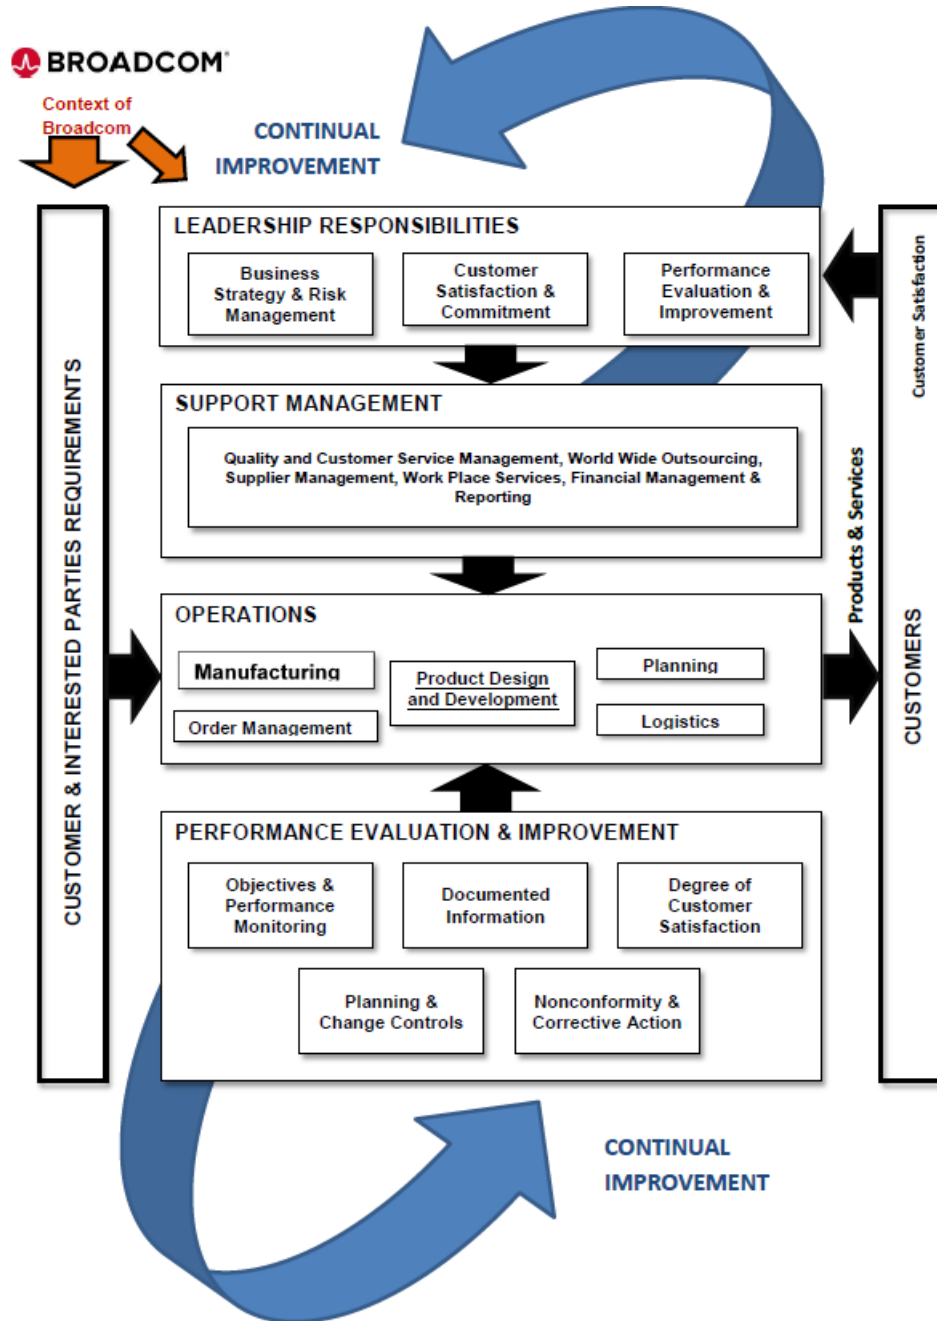 BROADCOM®
Context of
Broadcom
CONTINUAL
IMPROVEMENT
CUSTOMER & INTERESTED PARTIES REQUIREMENTS
LEADERSHIP RESPONSIBILITIES
Business
Strategy & Risk
Management
Customer
Satisfaction &
Commitment
Performance
Evaluation &
Improvement
Customer Satisfaction
SUPPORT MANAGEMENT
Quality and Customer Service Management, World Wide Outsourcing,
Supplier Management, Work Place Services, Financial Management &
Reporting
Products & Services
CUSTOMERS
OPERATIONS
Manufacturing
Order Management
Product Design
and Development
Planning
Logistics
PERFORMANCE EVALUATION & IMPROVEMENT
Objectives &
Performance
Monitoring
Documented
Information
Degree of
Customer
Satisfaction
Planning &
Change Controls
Nonconformity &
Corrective Action
CONTINUAL
IMPROVEMENT